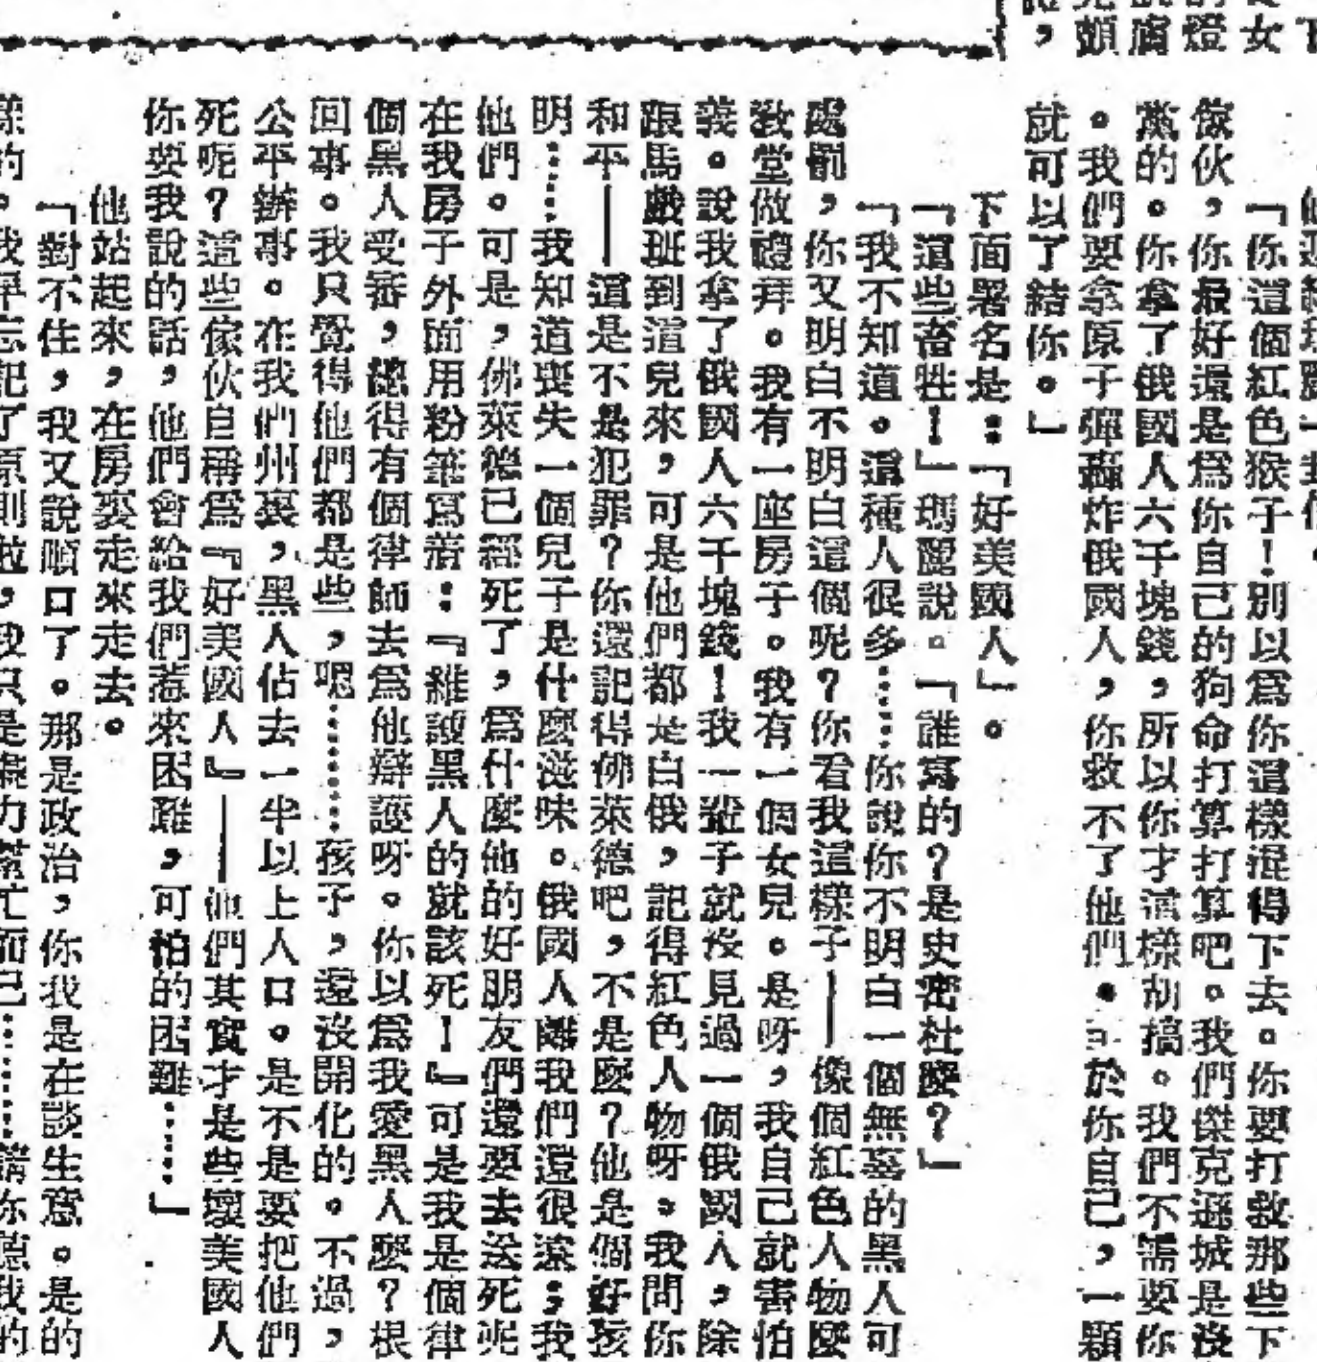 女
燈
膚
頗
，
「你這個紅色猴子！別以爲你這樣混得下去。你要打救那些下
傢伙，你最好還是爲你自己的狗命打算打算吧。我們傑克遜城是沒
黨的。你拿了俄國人六千塊錢，所以你才這樣胡搞。我們不需要你
。我們要拿原子彈轟炸俄國人，你救不了他們。於你自己，一顆
就可以了結你。」
下面署名是：「好美國人」。
「這些畜牲！」瑪麗說。「誰寫的？是史密杜麼？」
「我不知道。這種人很多……你說你不明白一個無辜的黑人可
處罰，你又明白不明白這個呢？你看我這樣子——像個紅色人物麼
教堂做禮拜。我有一座房子。我有一個女兒。是呀，我自己就害怕
義。說我拿了俄國人六千塊錢！我一輩子就沒見過一個俄國人，除
跟馬戲班到這兒來，可是他們都是白俄，記得紅色人物呀。我問你
和平——這是不是犯罪？你還記得佛萊德吧，不是麼？他是個好孩
明……我知道喪失一個兒子是什麼滋味。俄國人離我們還很遠；我
他們。可是，佛萊德已經死了，爲什麼他的好朋友們還要去送死呢
在我房子外面用粉筆寫着：『維護黑人的就該死！』可是我是個律
個黑人受審，總得有個律師去爲他辯護呀。你以爲我愛黑人麼？根
回事。我只覺得他們都是些，嗯………孩子，還沒開化的。不過，
公平辦事。在我們州裏，黑人佔去一半以上人口。是不是要把他們
死呢？這些傢伙自稱爲『好美國人』——他們其實才是些壞美國人
你要我說的話，他們會給我們惹來困難，可怕的困難……」
他站起來，在房裏走來走去。
「對不住，我又說順口了。那是政治，你我是在談生意。是的